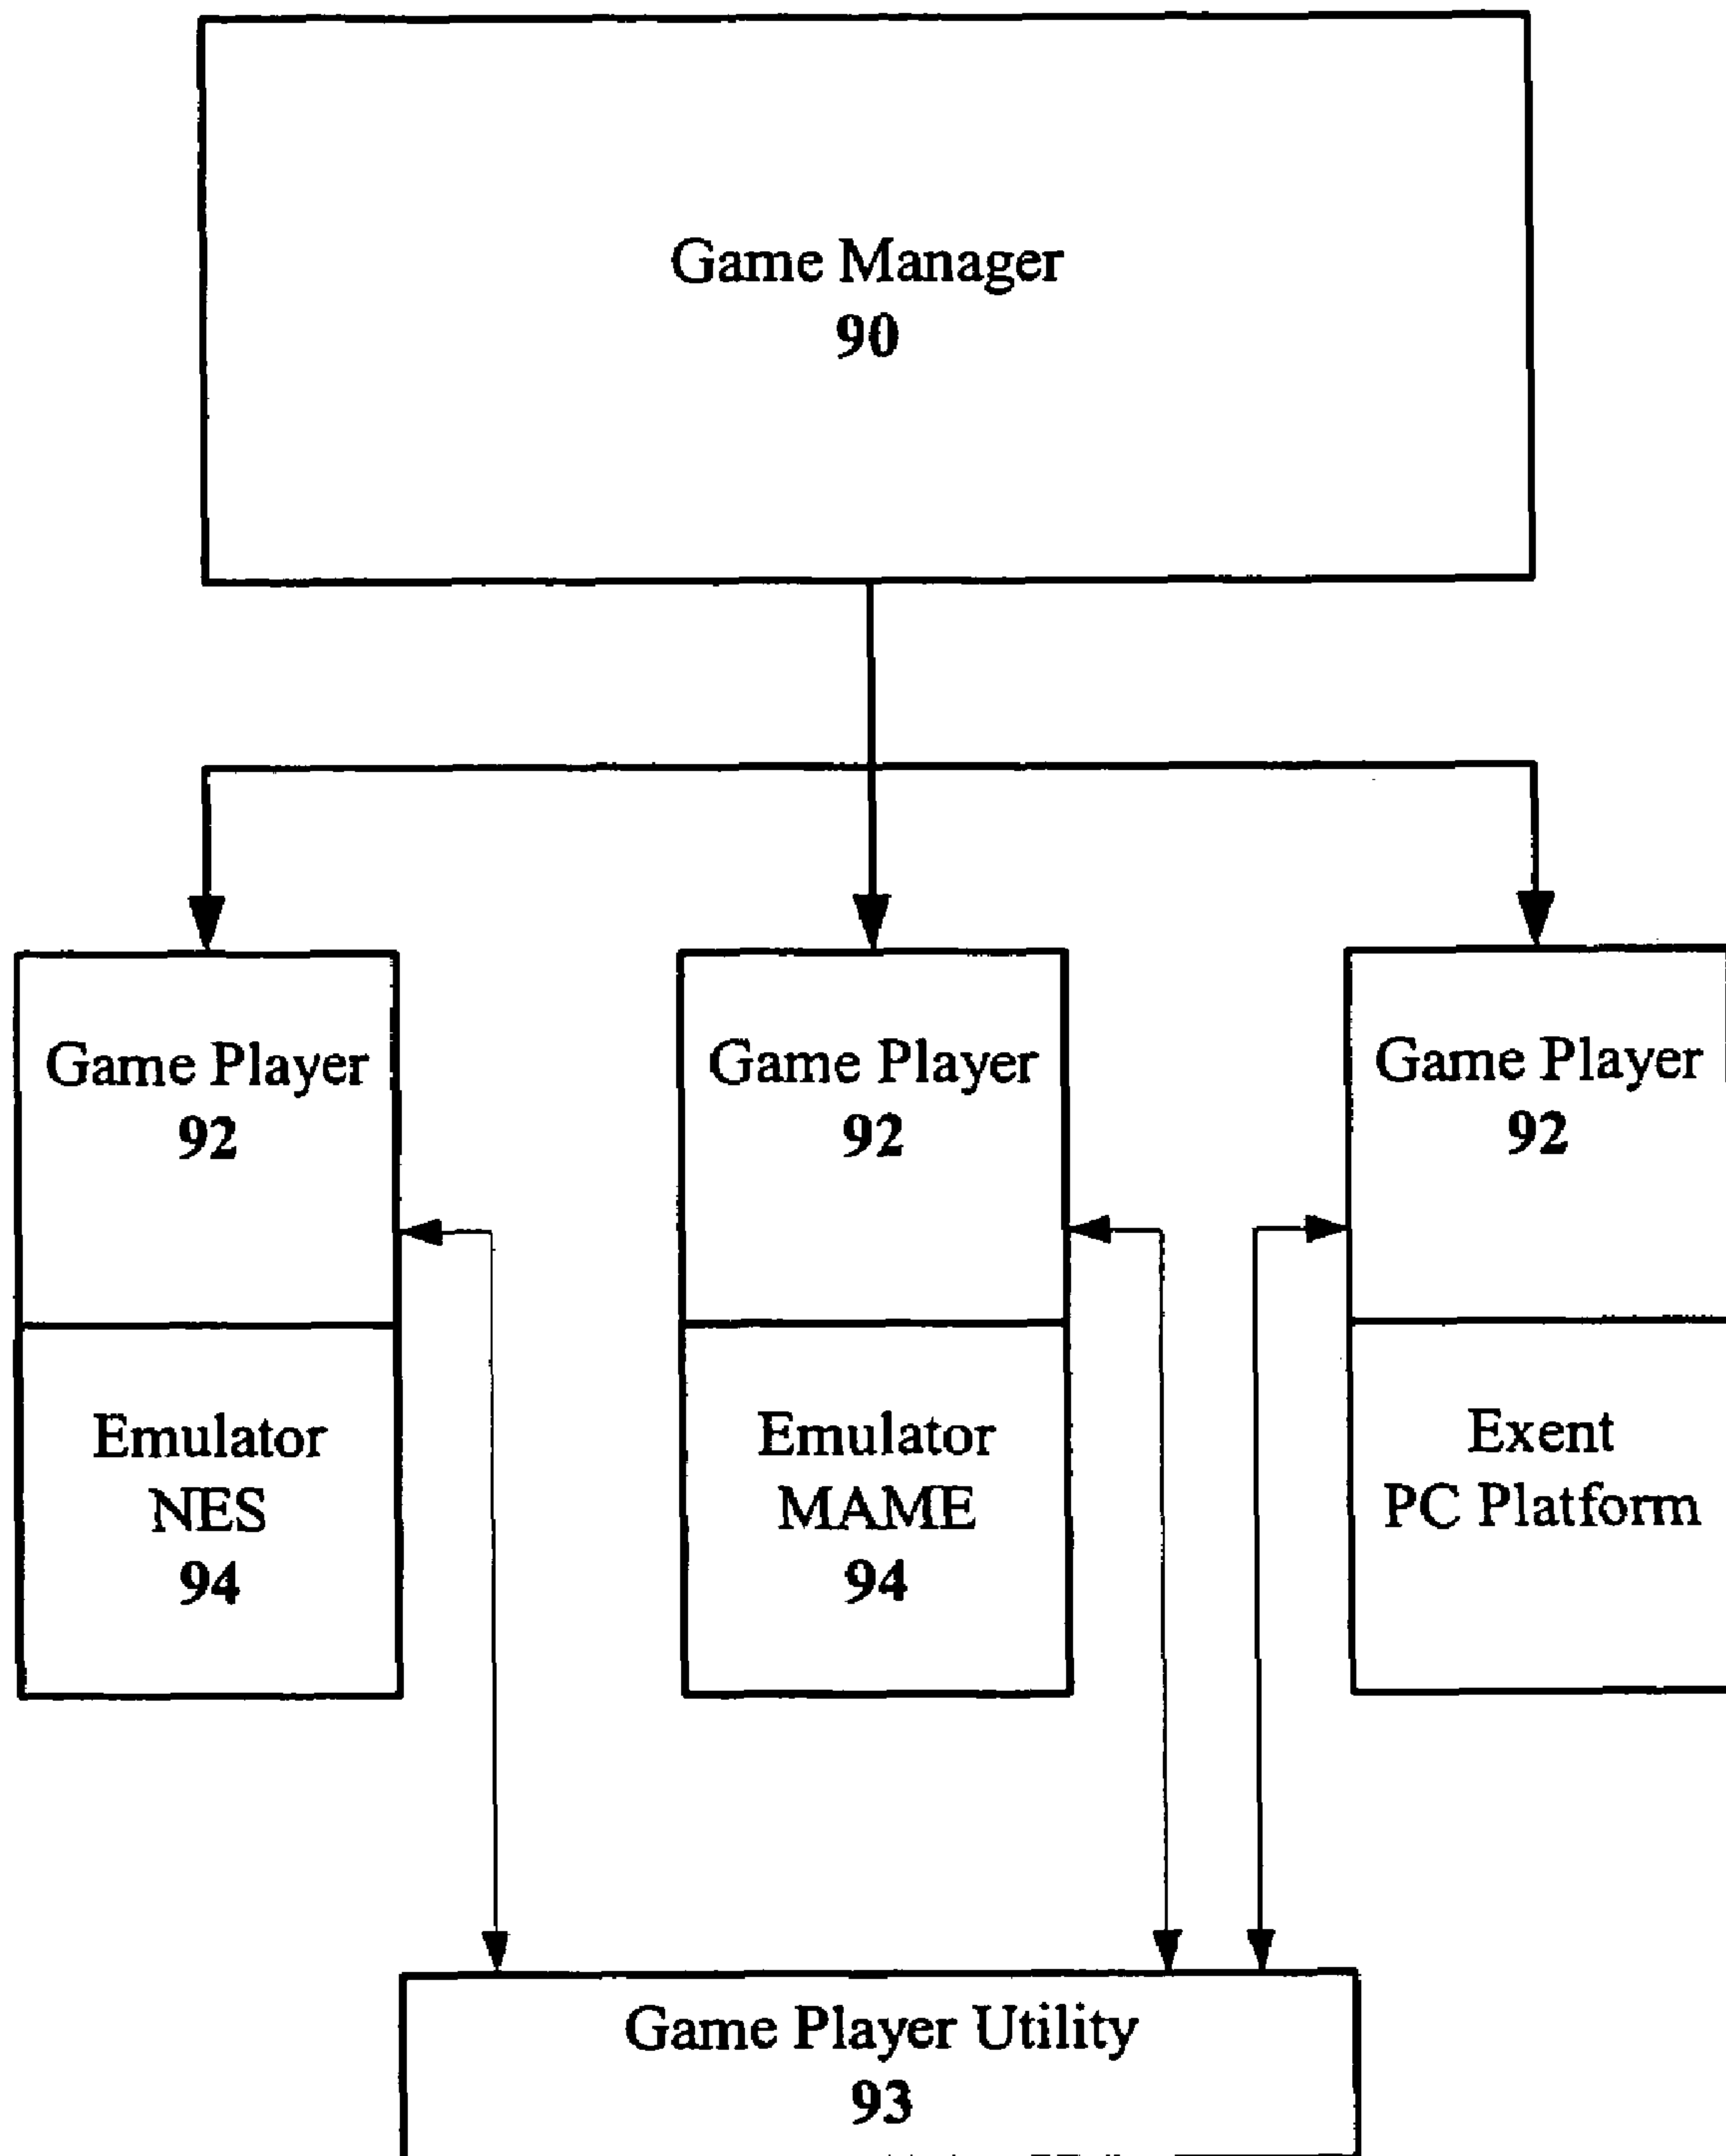 Game Manager
90
Game Player
92
Game Player
92
Game Player
92
Emulator
NES
94
Emulator
MAME
94
Exent
PC Platform
Game Player Utility
93